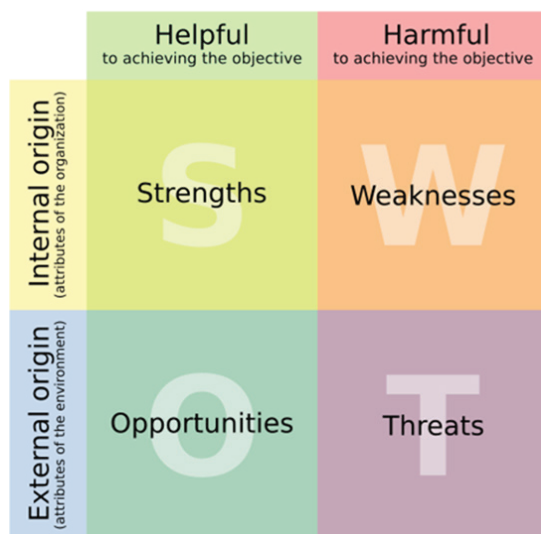 Helpful
to achieving the objective
Harmful
to achieving the objective
Internal origin
(attributes of the organization)
S
Strengths
W
Weaknesses
External origin
(attributes of the environment)
O
Opportunities
T
Threats